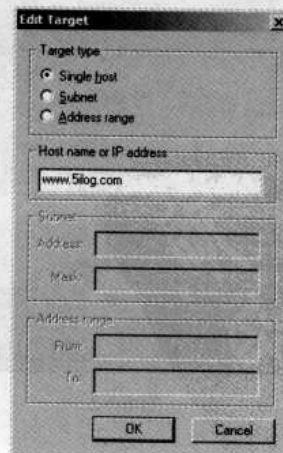 Edit Target
Target type
Single host
Subnet
Address range
Host name or IP address
www.5ilog.com
Subnet
Address:
Mask:
Address range
From:
To:
OK
Cancel